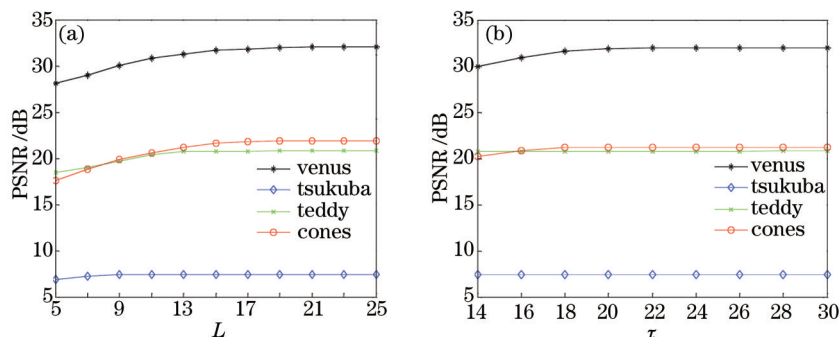 (a)
PSNR /dB
35
30
25
20
15
10
5
venus
tsukuba
teddy
cones
5 9 13 17 21 25
L
(b)
PSNR /dB
35
30
25
20
15
10
5
venus
tsukuba
teddy
cones
14 16 18 20 22 24 26 28 30
τ